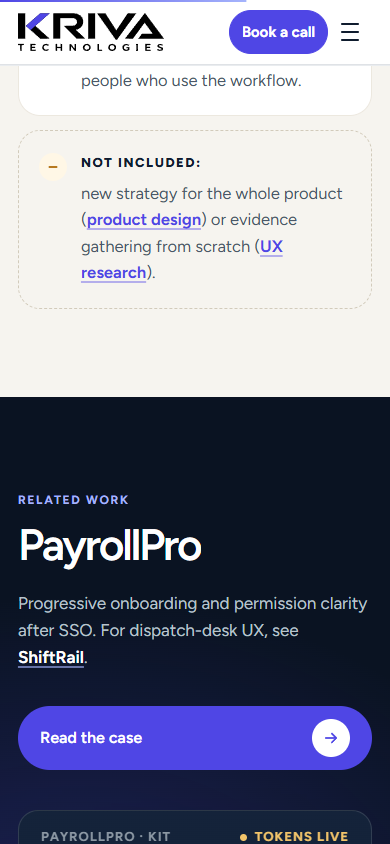 KRIVA
TECHNOLOGIES
Book a call
people who use the workflow.
NOT INCLUDED:
new strategy for the whole product
(product design) or evidence
gathering from scratch (UX
research).
RELATED WORK
PayrollPro
Progressive onboarding and permission clarity
after SSO. For dispatch-desk UX, see
ShiftRail.
Read the case
PAYROLLPRO · KIT
TOKENS LIVE